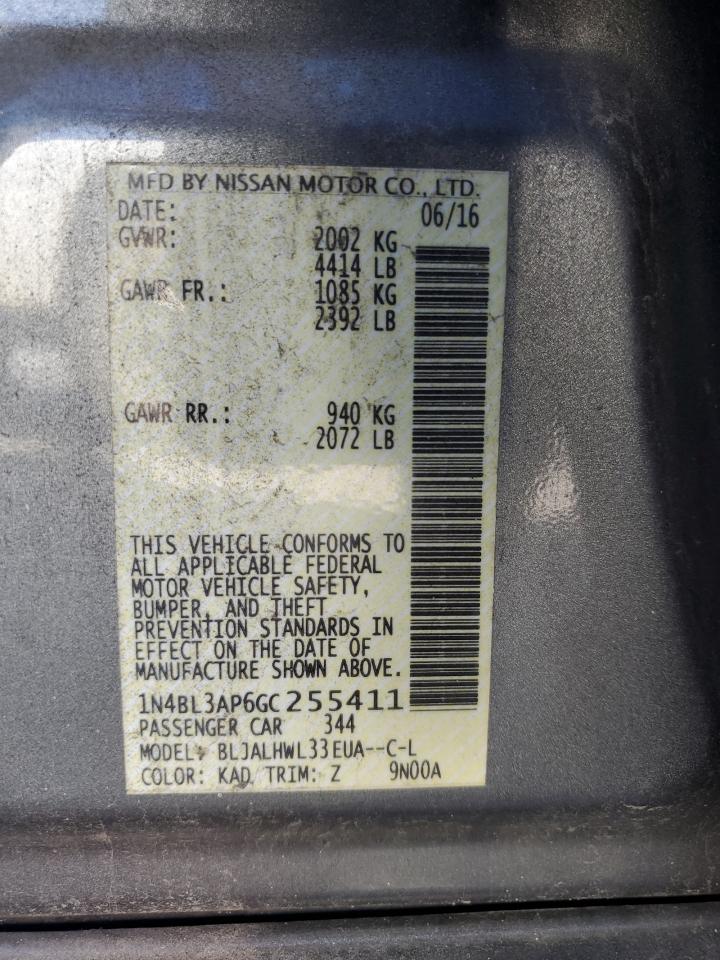 MFD BY NISSAN MOTOR CO., LTD.
DATE: 06/16
GVWR: 2002 KG
4414 LB
GAWR FR.: 1085 KG
2392 LB
GAWR RR.: 940 KG
2072 LB
THIS VEHICLE CONFORMS TO
ALL APPLICABLE FEDERAL
MOTOR VEHICLE SAFETY,
BUMPER, AND THEFT
PREVENTION STANDARDS IN
EFFECT ON THE DATE OF
MANUFACTURE SHOWN ABOVE.
1N4BL3AP6GC255411
PASSENGER CAR 344
MODEL: BLJALHWL33EUA--C-L
COLOR: KAD TRIM: Z 9N00A